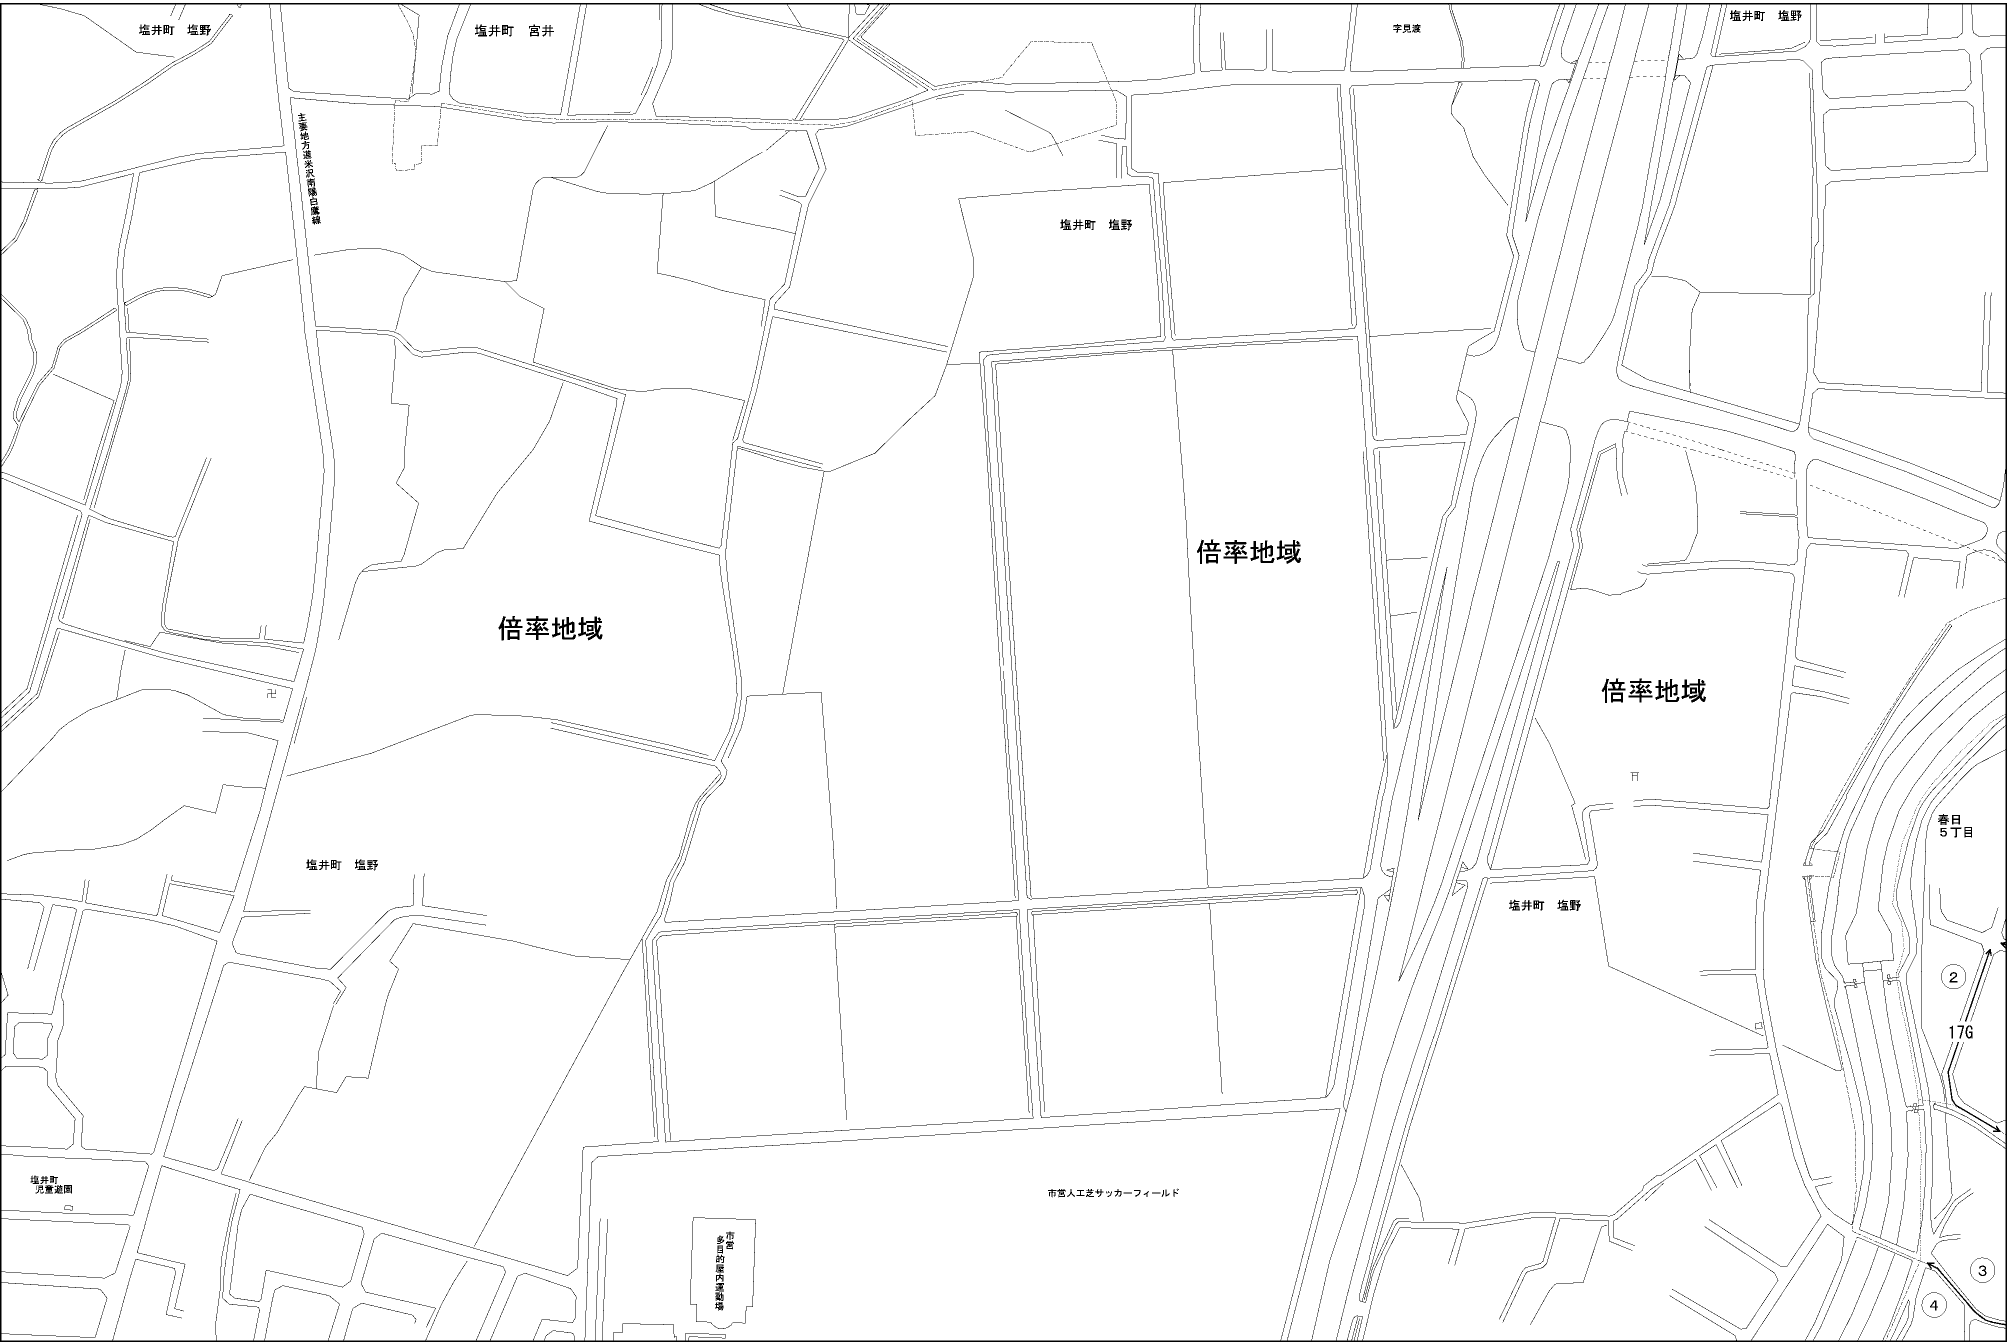 塩井町　塩野
塩井町　宮井
字見渡
塩井町　塩野
主要地方道米沢南陽白鷹線
塩井町　塩野
倍率地域
倍率地域
倍率地域
春日
５丁目
塩井町　塩野
塩井町　塩野
②
17G
塩井町
児童遊園
市営人工芝サッカーフィールド
市営
多目的屋内運動場
③
④